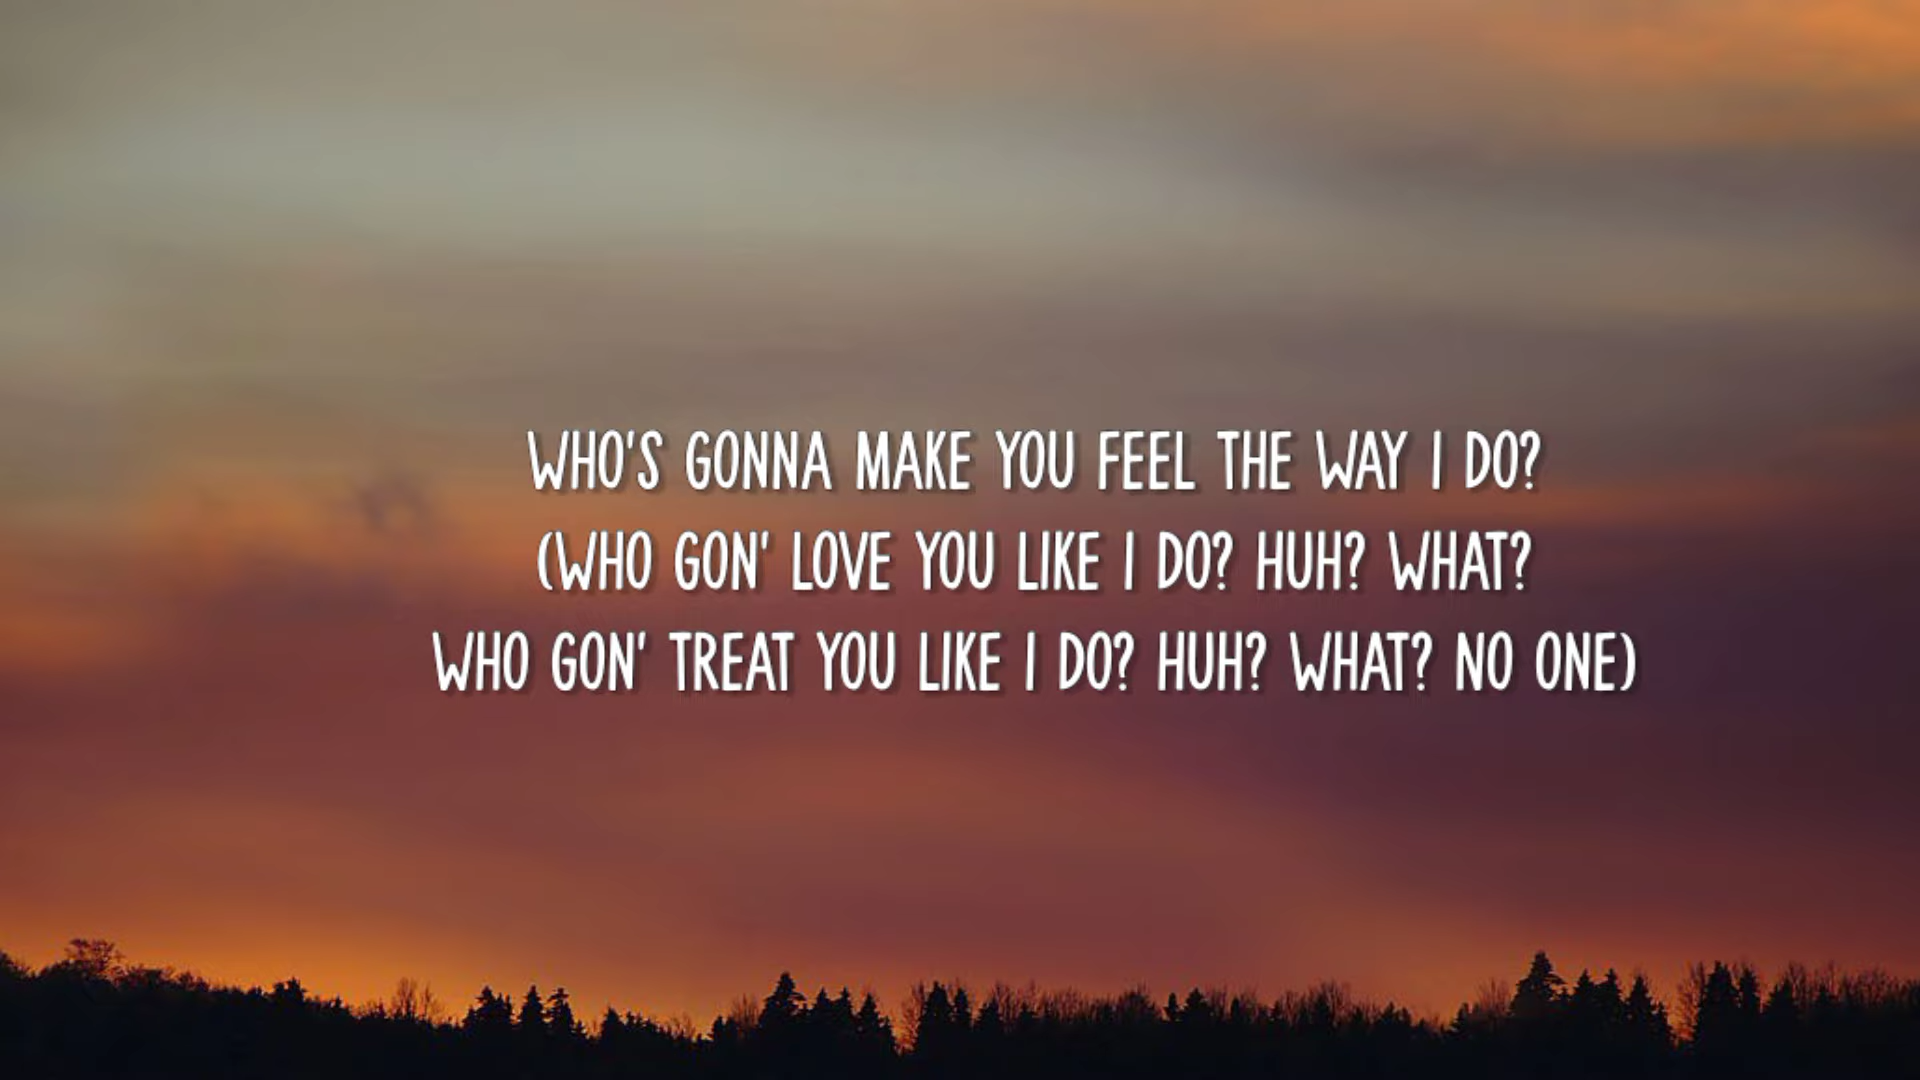 WHO'S GONNA MAKE YOU FEEL THE WAY I DO?
(WHO GON' LOVE YOU LIKE I DO? HUH? WHAT?
WHO GON' TREAT YOU LIKE I DO? HUH? WHAT? NO ONE)